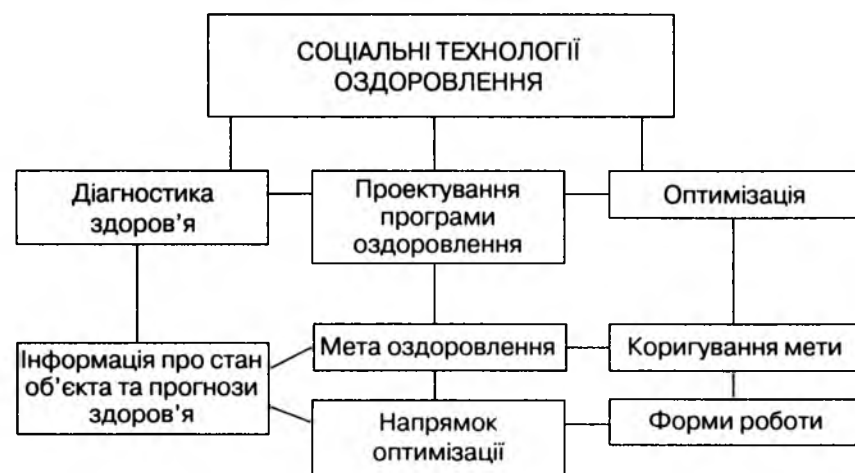 СОЦІАЛЬНІ ТЕХНОЛОГІЇ
ОЗДОРОВЛЕННЯ
Діагностика
здоров'я
Проектування
програми
оздоровлення
Оптимізація
Інформація про стан
об'єкта та прогнози
здоров'я
Мета оздоровлення
Коригування мети
Напрямок
оптимізації
Форми роботи